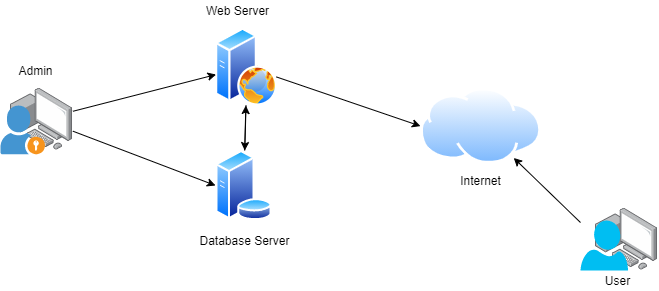 Web Server
Admin
Internet
Database Server
User